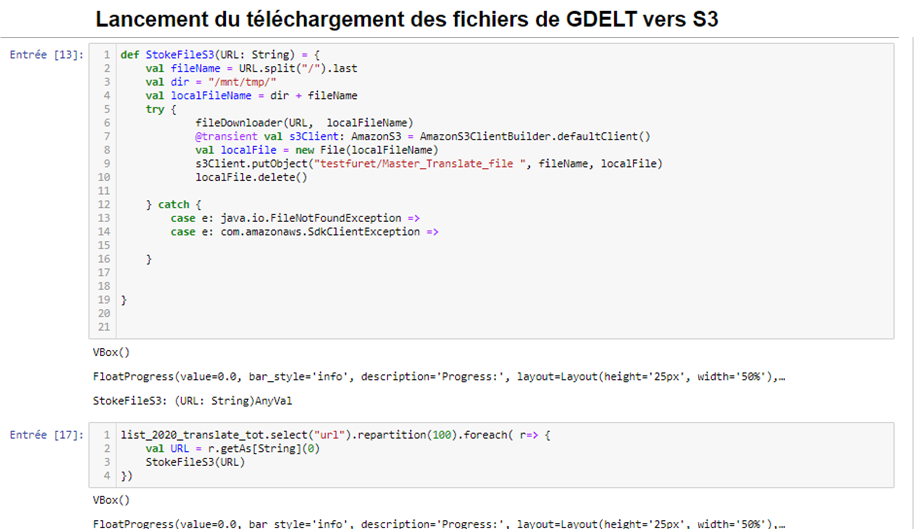 Lancement du téléchargement des fichiers de GDELT vers S3
Entrée [13]:
1 def StokeFileS3(URL: String) = {
2 val fileName = URL.split("/").last
3 val dir = "/mnt/tmp/"
4 val localFileName = dir + fileName
5 try {
6 fileDownloader(URL,  localFileName)
7 @transient val s3Client: AmazonS3 = AmazonS3ClientBuilder.defaultClient()
8 val localFile = new File(localFileName)
9 s3Client.putObject("testfuret/Master_Translate_file ", fileName, localFile)
10 localFile.delete()
11
12 } catch {
13 case e: java.io.FileNotFoundException =>
14 case e: com.amazonaws.SdkClientException =>
15
16 }
17
18
19 }
20
21
VBox()
FloatProgress(value=0.0, bar_style='info', description='Progress:', layout=Layout(height='25px', width='50%'),…
StokeFileS3: (URL: String)AnyVal
Entrée [17]:
1 list_2020_translate_tot.select("url").repartition(100).foreach( r=> {
2 val URL = r.getAs[String](0)
3 StokeFileS3(URL)
4 })
VBox()
FloatProgress(value=0.0, bar_style='info', description='Progress:', layout=Layout(height='25px', width='50%'),…